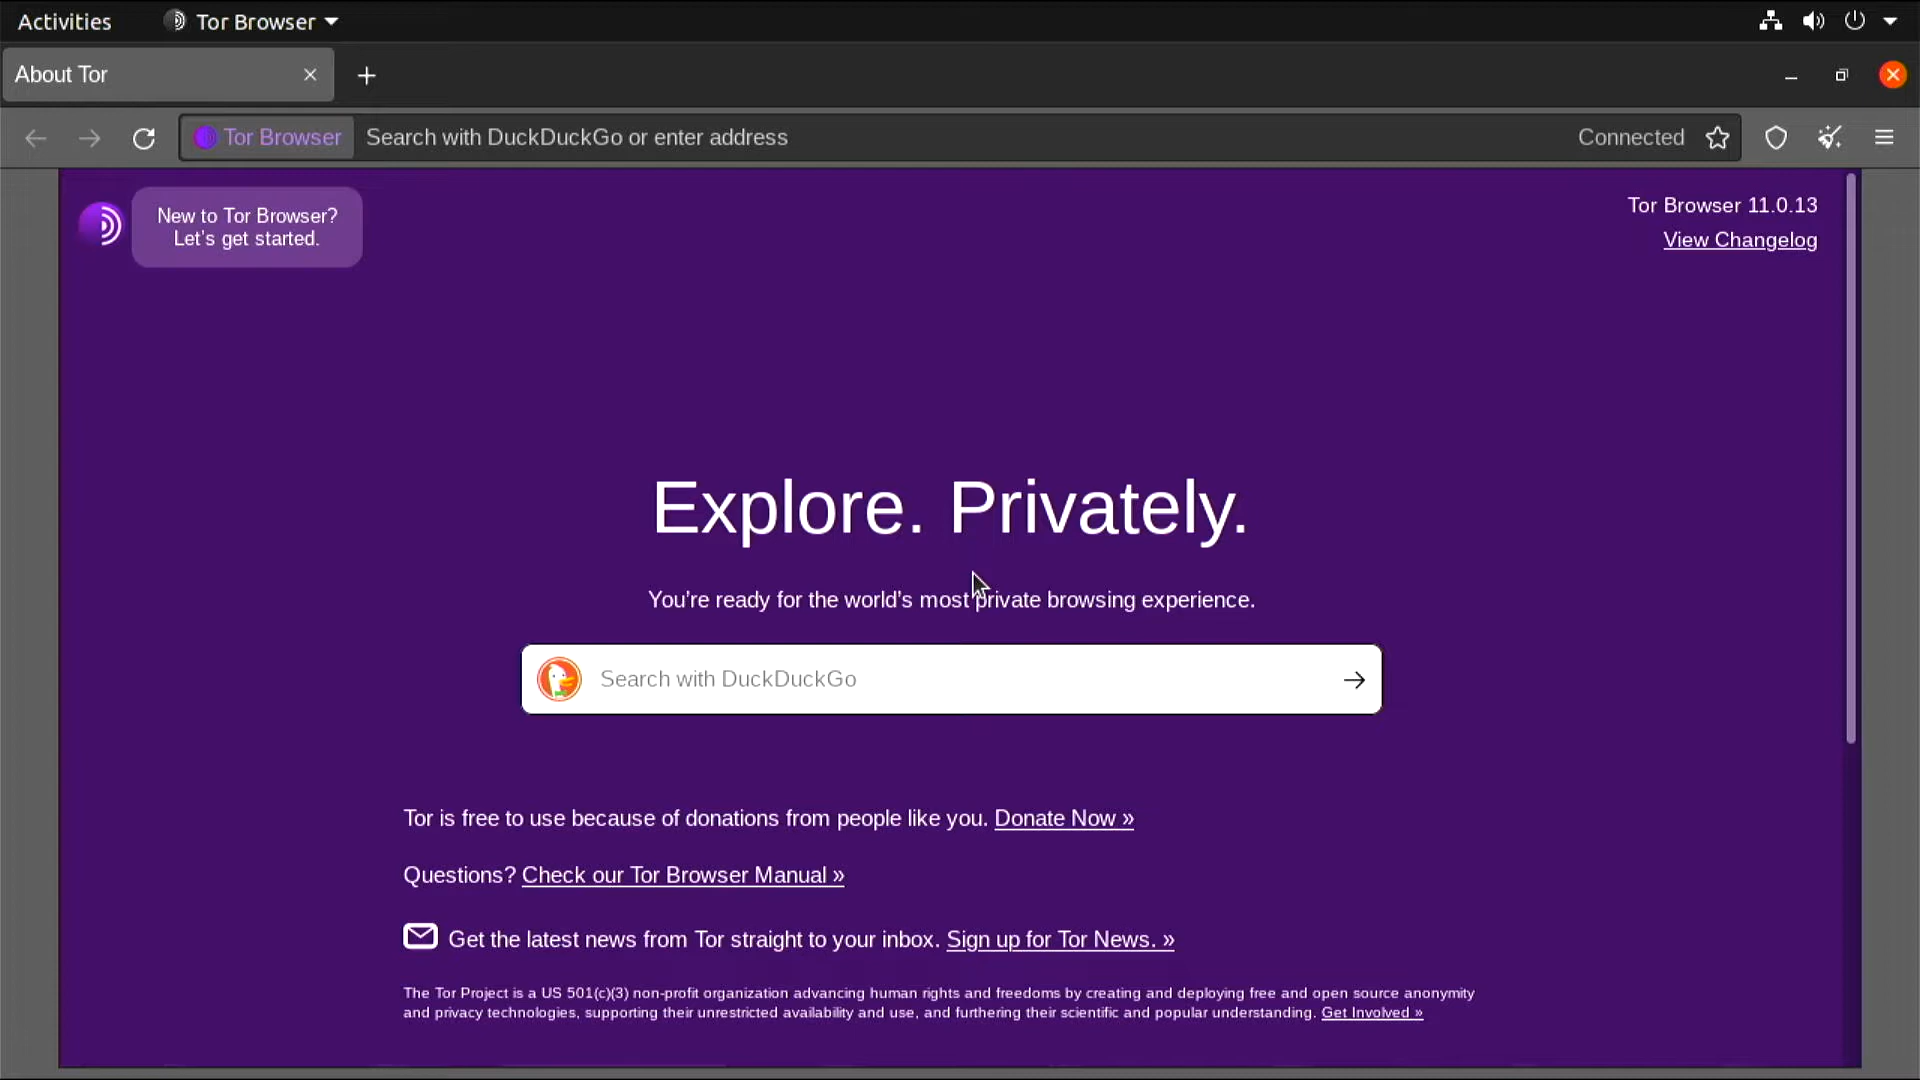 Activities
Tor Browser
About Tor
Tor Browser
Search with DuckDuckGo or enter address
Connected
New to Tor Browser?
Let's get started.
Tor Browser 11.0.13
View Changelog
Explore. Privately.
You're ready for the world's most private browsing experience.
Search with DuckDuckGo
Tor is free to use because of donations from people like you. Donate Now »
Questions? Check our Tor Browser Manual »
Get the latest news from Tor straight to your inbox. Sign up for Tor News. »
The Tor Project is a US 501(c)(3) non-profit organization advancing human rights and freedoms by creating and deploying free and open source anonymity
and privacy technologies, supporting their unrestricted availability and use, and furthering their scientific and popular understanding. Get Involved »